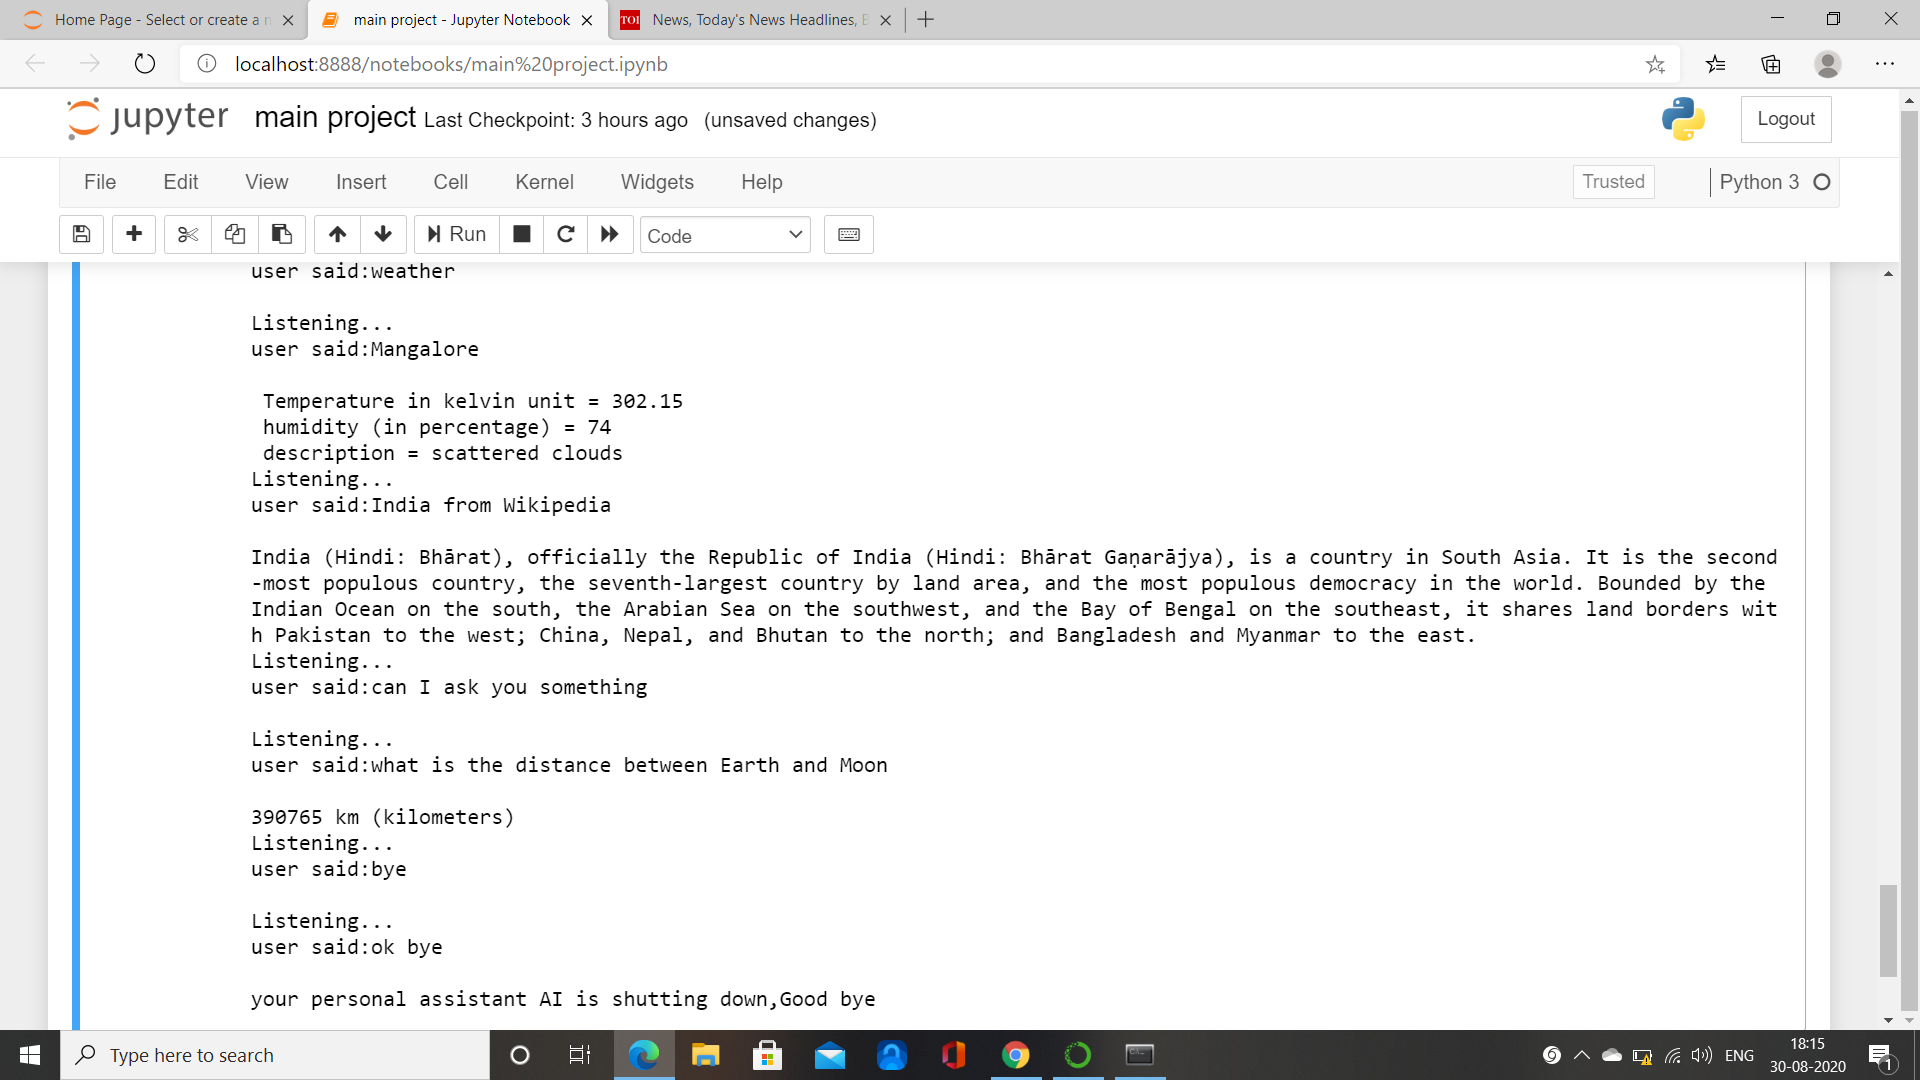 Home Page - Select or create a n
main project - Jupyter Notebook
TOI News, Today's News Headlines, B
localhost:8888/notebooks/main%20project.ipynb
jupyter main project Last Checkpoint: 3 hours ago (unsaved changes)
Logout
File Edit View Insert Cell Kernel Widgets Help
Trusted
Python 3
Run
Code
user said:weather
Listening...
user said:Mangalore
Temperature in kelvin unit = 302.15
humidity (in percentage) = 74
description = scattered clouds
Listening...
user said:India from Wikipedia
India (Hindi: Bhārat), officially the Republic of India (Hindi: Bhārat Gaṇarājya), is a country in South Asia. It is the second
-most populous country, the seventh-largest country by land area, and the most populous democracy in the world. Bounded by the
Indian Ocean on the south, the Arabian Sea on the southwest, and the Bay of Bengal on the southeast, it shares land borders wit
h Pakistan to the west; China, Nepal, and Bhutan to the north; and Bangladesh and Myanmar to the east.
Listening...
user said:can I ask you something
Listening...
user said:what is the distance between Earth and Moon
390765 km (kilometers)
Listening...
user said:bye
Listening...
user said:ok bye
your personal assistant AI is shutting down,Good bye
Type here to search
ENG
18:15
30-08-2020
1